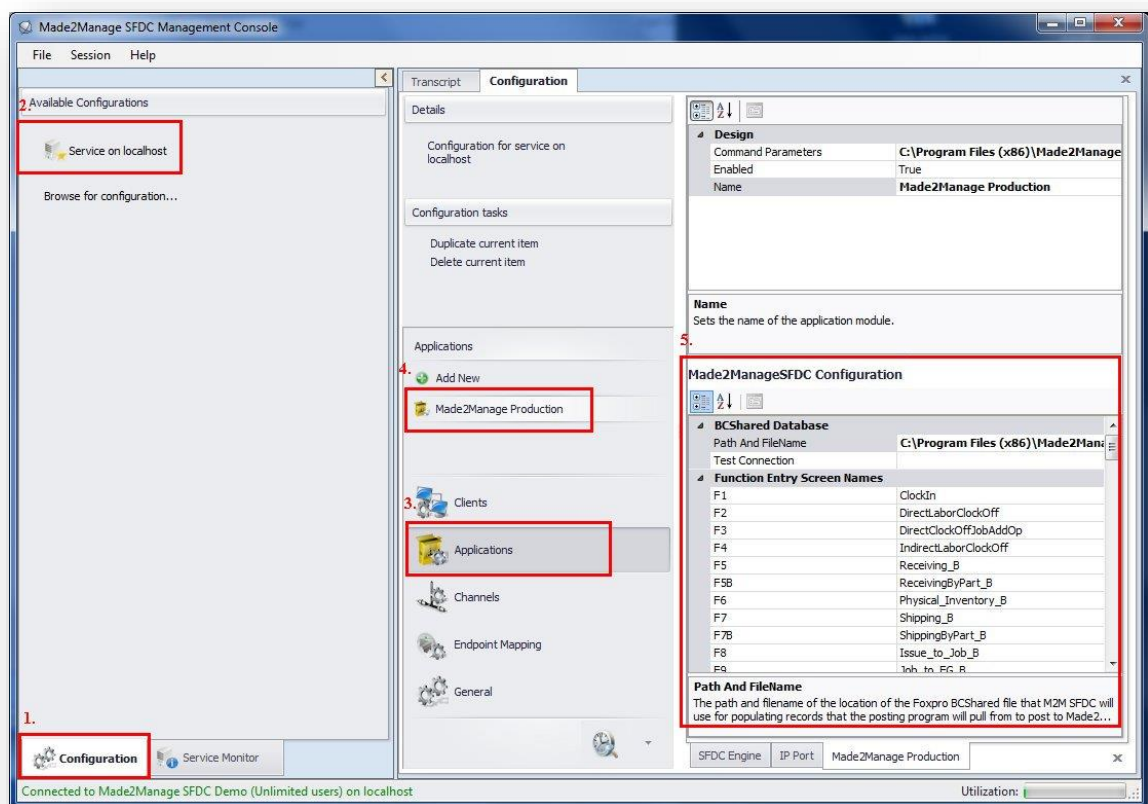 Made2Manage SFDC Management Console
File Session Help
2. Available Configurations
Service on localhost
Browse for configuration...
1.
Configuration
Service Monitor
Transcript
Configuration
Details
Configuration for service on
localhost
Configuration tasks
Duplicate current item
Delete current item
Applications
4. Add New
Made2Manage Production
3. Clients
Applications
Channels
Endpoint Mapping
General
Design
Command Parameters C:\Program Files (x86)\Made2Manage
Enabled True
Name Made2Manage Production
Name
Sets the name of the application module.
5.
Made2ManageSFDC Configuration
BCShared Database
Path And FileName C:\Program Files (x86)\Made2Mana
Test Connection
Function Entry Screen Names
F1 ClockIn
F2 DirectLaborClockOff
F3 DirectClockOffJobAddOp
F4 IndirectLaborClockOff
F5 Receiving_B
F5B ReceivingByPart_B
F6 Physical_Inventory_B
F7 Shipping_B
F7B ShippingByPart_B
F8 Issue_to_Job_B
F9 Job_to_FG_B
Path And FileName
The path and filename of the location of the Foxpro BCShared file that M2M SFDC will
use for populating records that the posting program will pull from to post to Made2...
SFDC Engine IP Port Made2Manage Production
Connected to Made2Manage SFDC Demo (Unlimited users) on localhost
Utilization: